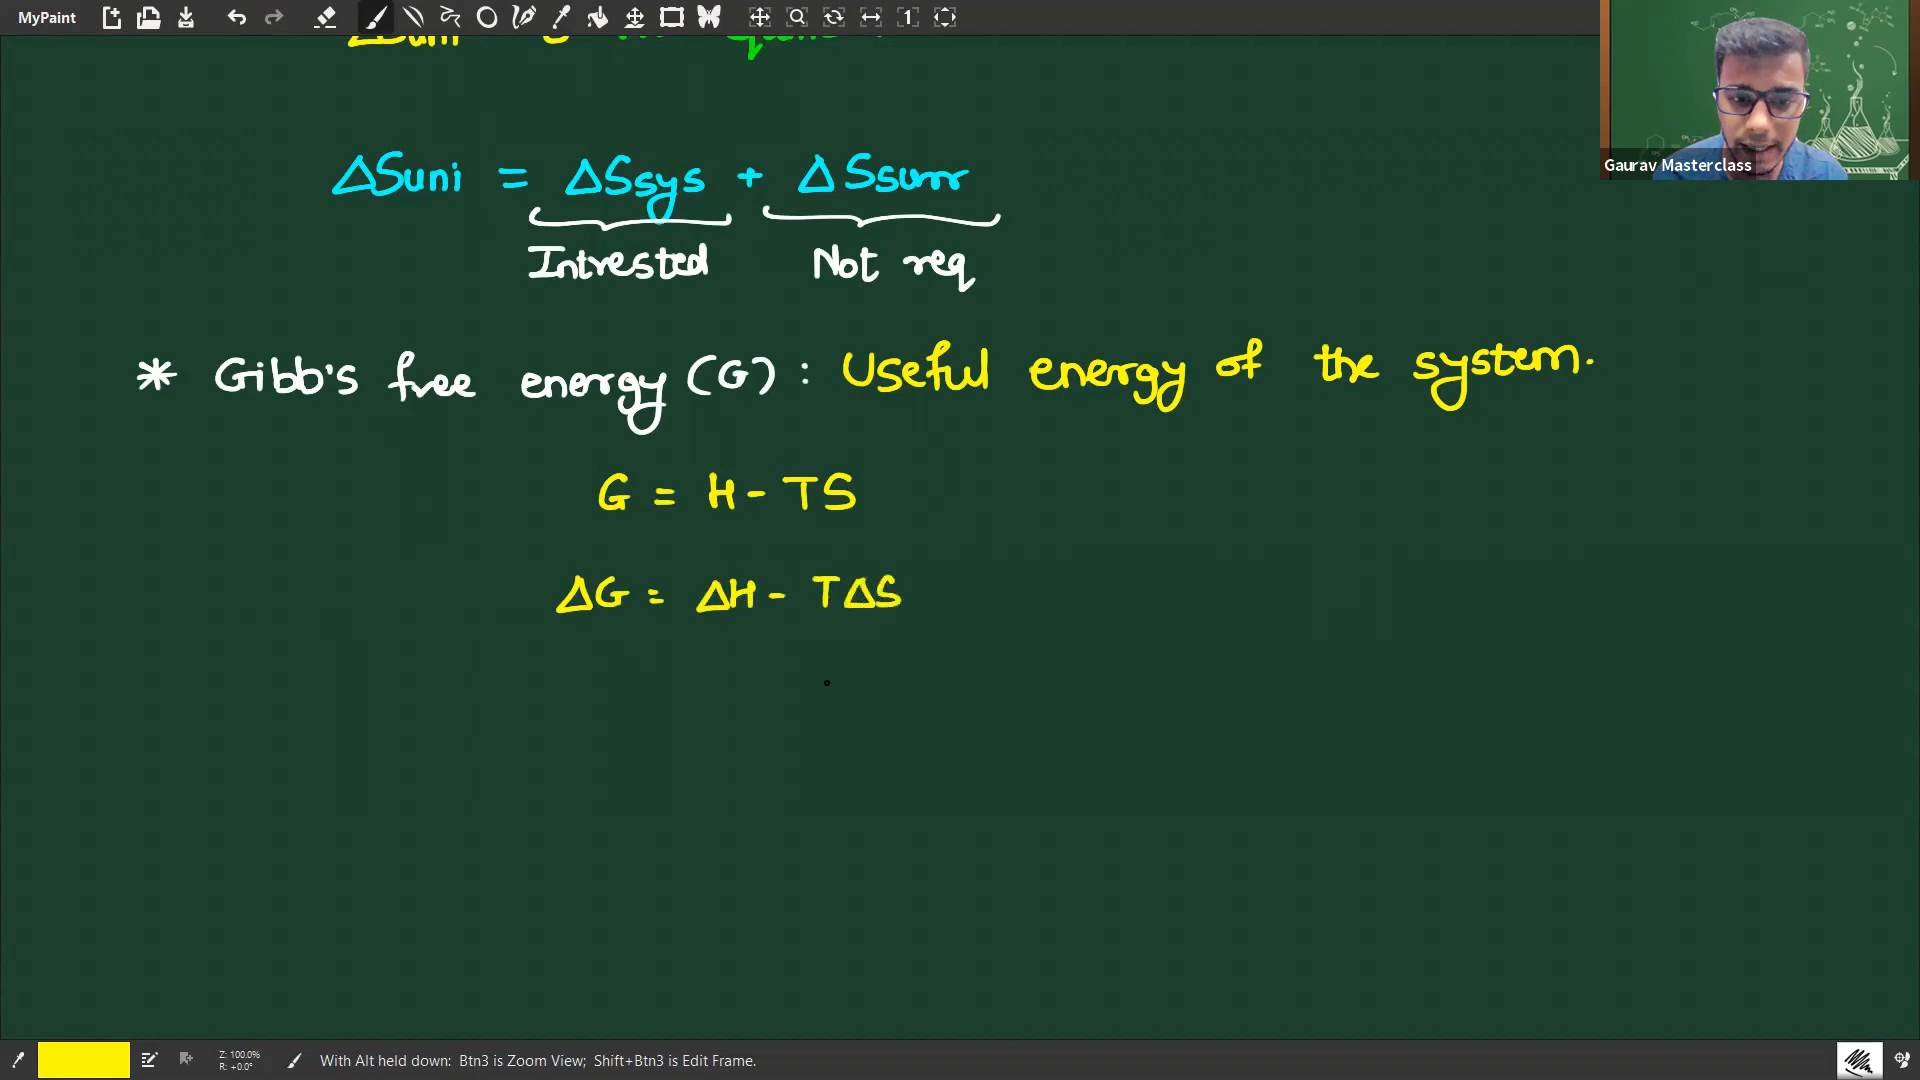 MyPaint
Gaurav Masterclass
ΔSuni = ΔSsys + ΔSsurr
Intrested Not req
* Gibb's free energy (G) : Useful energy of the system.
G = H - TS
ΔG = ΔH - TΔS
Z: 100.0%
R: +0.0°
With Alt held down: Btn3 is Zoom View; Shift+Btn3 is Edit Frame.